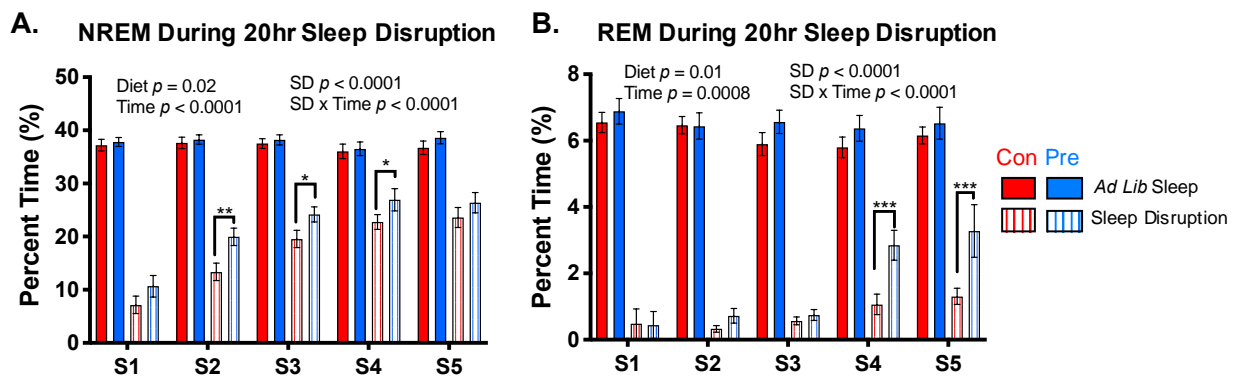 A. NREM During 20hr Sleep Disruption
Diet p = 0.02
Time p < 0.0001
SD p < 0.0001
SD x Time p < 0.0001
Percent Time (%)
50
40
30
20
10
0
**
*
*
S1 S2 S3 S4 S5
B. REM During 20hr Sleep Disruption
Diet p = 0.01
Time p = 0.0008
SD p < 0.0001
SD x Time p < 0.0001
Percent Time (%)
8
6
4
2
0
***
***
S1 S2 S3 S4 S5
Con Pre
Ad Lib Sleep
Sleep Disruption